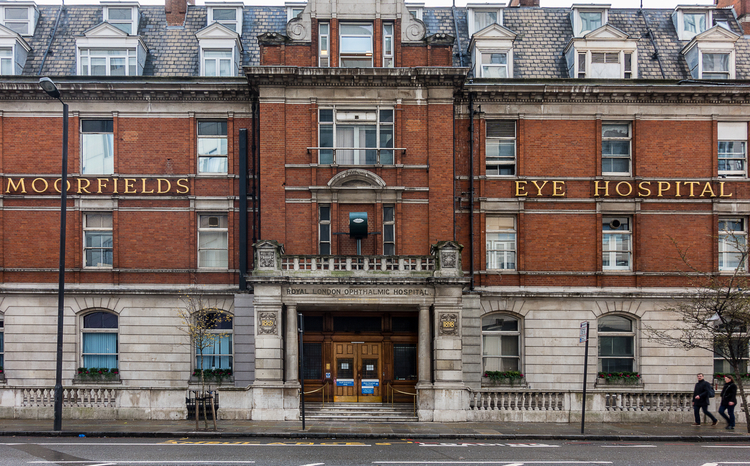 MOORFIELDS EYE HOSPITAL
ROYAL LONDON OPHTHALMIC HOSPITAL